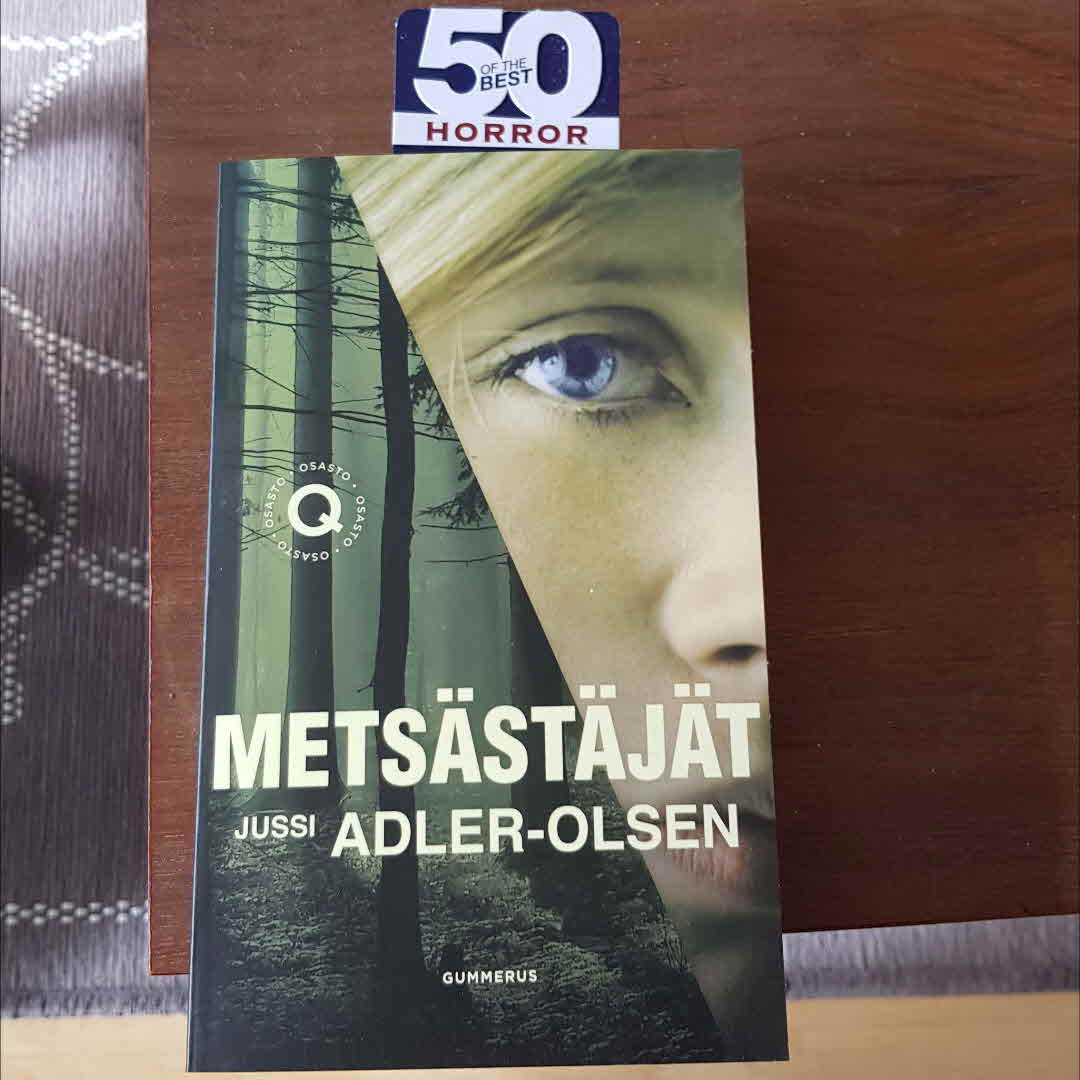 50
OF THE
BEST
HORROR
OSASTO · OSASTO · OSASTO · OSASTO ·
Q
METSÄSTÄJÄT
JUSSI ADLER-OLSEN
GUMMERUS